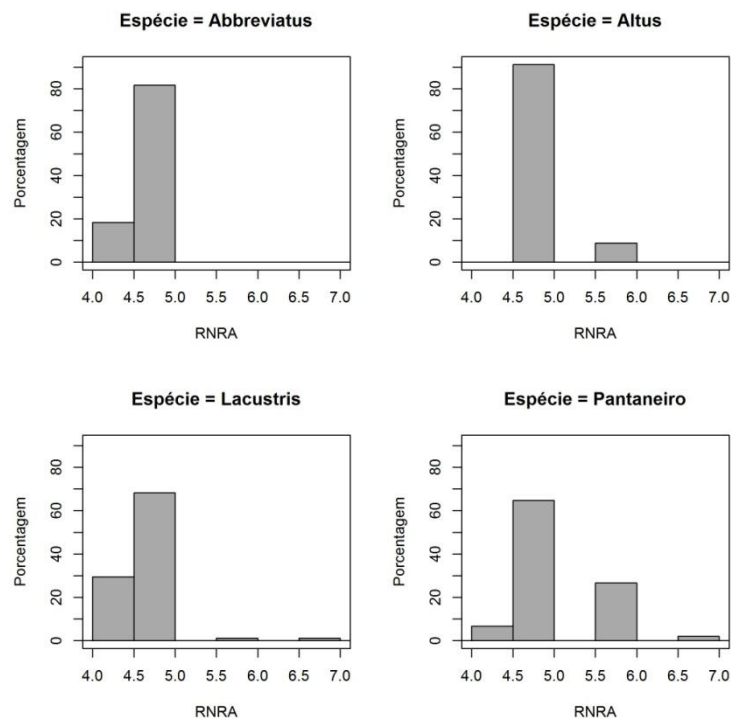 Espécie = Abbreviatus
Porcentagem
80
60
40
20
0
4.0 4.5 5.0 5.5 6.0 6.5 7.0
RNRA
Espécie = Altus
Porcentagem
80
60
40
20
0
4.0 4.5 5.0 5.5 6.0 6.5 7.0
RNRA
Espécie = Lacustris
Porcentagem
80
60
40
20
0
4.0 4.5 5.0 5.5 6.0 6.5 7.0
RNRA
Espécie = Pantaneiro
Porcentagem
80
60
40
20
0
4.0 4.5 5.0 5.5 6.0 6.5 7.0
RNRA